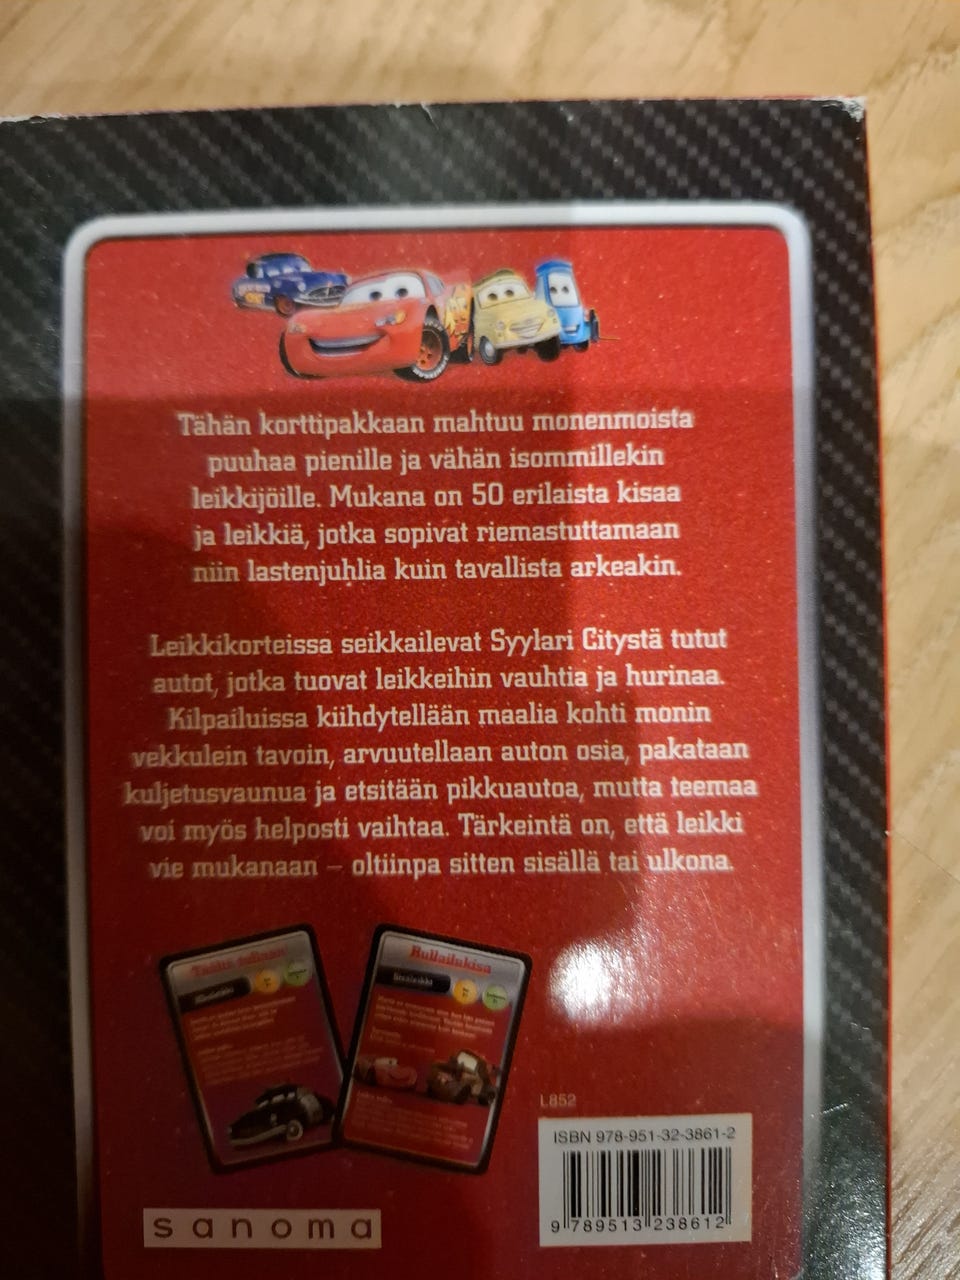 Tähän korttipakkaan mahtuu monenmoista
puuhaa pienille ja vähän isommillekin
leikkijöille. Mukana on 50 erilaista kisaa
ja leikkiä, jotka sopivat riemastuttamaan
niin lastenjuhlia kuin tavallista arkeakin.
Leikkikorteissa seikkailevat Syylari Citystä tutut
autot, jotka tuovat leikkeihin vauhtia ja hurinaa.
Kilpailuissa kiihdytellään maalia kohti monin
vekkulein tavoin, arvuutellaan auton osia, pakataan
kuljetusvaunua ja etsitään pikkuautoa, mutta teemaa
voi myös helposti vaihtaa. Tärkeintä on, että leikki
vie mukanaan – oltiinpa sitten sisällä tai ulkona.
Rullailukisa
L852
ISBN 978-951-32-3861-2
9 789513 238612
sanoma